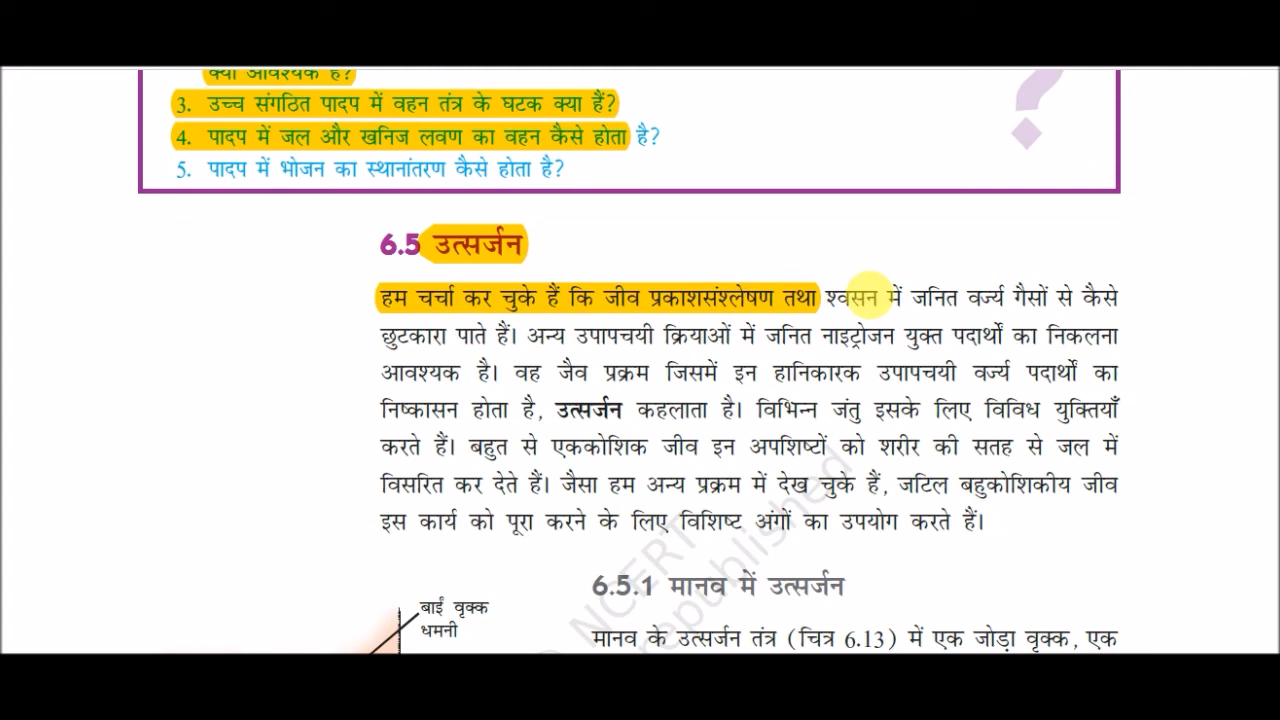 क्या आवश्यक है?
3. उच्च संगठित पादप में वहन तंत्र के घटक क्या हैं?
4. पादप में जल और खनिज लवण का वहन कैसे होता है?
5. पादप में भोजन का स्थानांतरण कैसे होता है?
?
6.5 उत्सर्जन
हम चर्चा कर चुके हैं कि जीव प्रकाशसंश्लेषण तथा श्वसन में जनित वर्ज्य गैसों से कैसे
छुटकारा पाते हैं। अन्य उपापचयी क्रियाओं में जनित नाइट्रोजन युक्त पदार्थों का निकलना
आवश्यक है। वह जैव प्रक्रम जिसमें इन हानिकारक उपापचयी वर्ज्य पदार्थों का
निष्कासन होता है, उत्सर्जन कहलाता है। विभिन्न जंतु इसके लिए विविध युक्तियाँ
करते हैं। बहुत से एककोशिक जीव इन अपशिष्टों को शरीर की सतह से जल में
विसरित कर देते हैं। जैसा हम अन्य प्रक्रम में देख चुके हैं, जटिल बहुकोशिकीय जीव
इस कार्य को पूरा करने के लिए विशिष्ट अंगों का उपयोग करते हैं।
6.5.1 मानव में उत्सर्जन
बाईं वृक्क
धमनी
मानव के उत्सर्जन तंत्र (चित्र 6.13) में एक जोड़ा वृक्क, एक
NCERT
republished